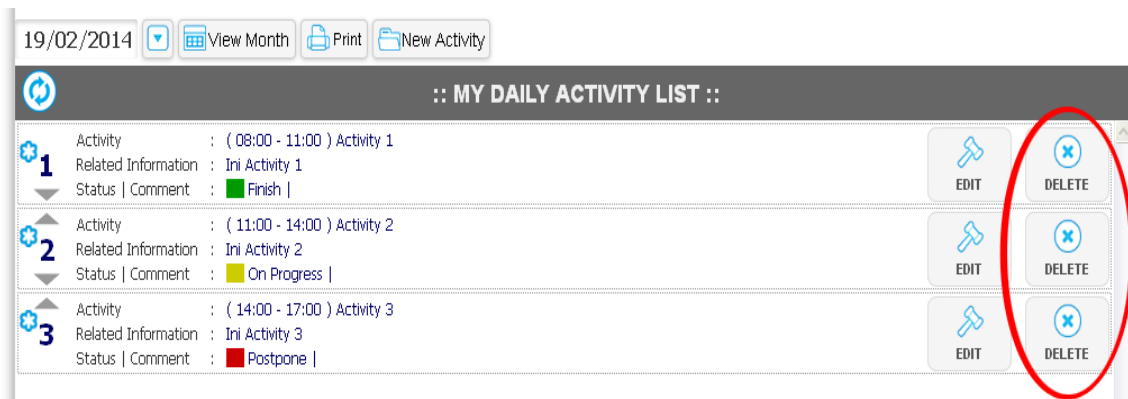 19/02/2014 View Month Print New Activity
:: MY DAILY ACTIVITY LIST ::
1
Activity : ( 08:00 - 11:00 ) Activity 1
Related Information : Ini Activity 1
Status | Comment : Finish |
EDIT DELETE
2
Activity : ( 11:00 - 14:00 ) Activity 2
Related Information : Ini Activity 2
Status | Comment : On Progress |
EDIT DELETE
3
Activity : ( 14:00 - 17:00 ) Activity 3
Related Information : Ini Activity 3
Status | Comment : Postpone |
EDIT DELETE